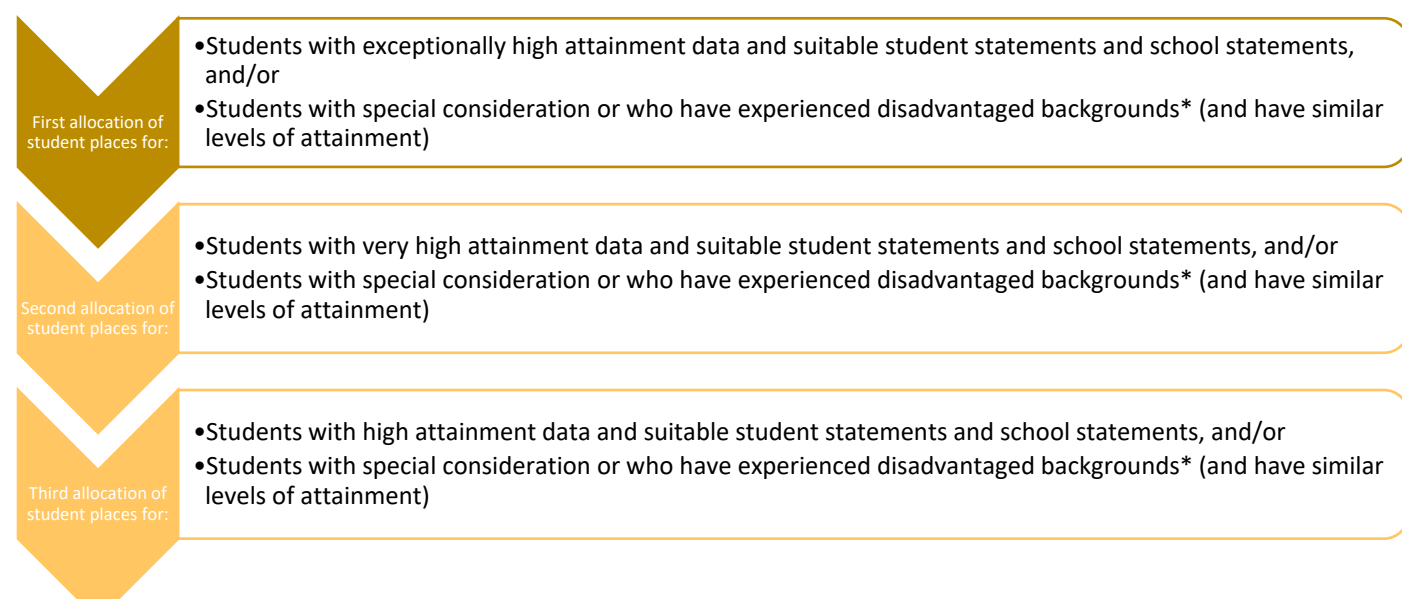 First allocation of
student places for:
•Students with exceptionally high attainment data and suitable student statements and school statements,
and/or
•Students with special consideration or who have experienced disadvantaged backgrounds* (and have similar
levels of attainment)
Second allocation of
student places for:
•Students with very high attainment data and suitable student statements and school statements, and/or
•Students with special consideration or who have experienced disadvantaged backgrounds* (and have similar
levels of attainment)
Third allocation of
student places for:
•Students with high attainment data and suitable student statements and school statements, and/or
•Students with special consideration or who have experienced disadvantaged backgrounds* (and have similar
levels of attainment)